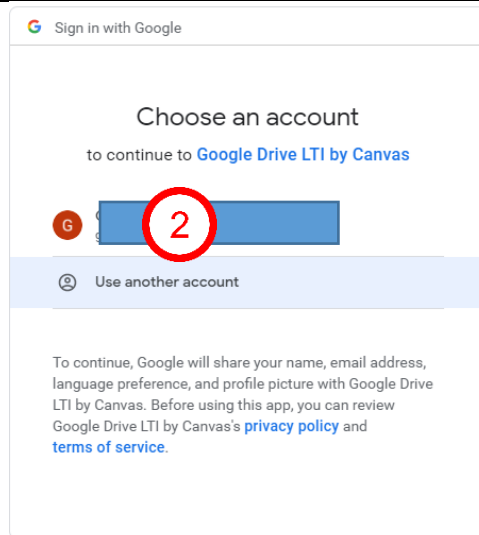 Sign in with Google
Choose an account
to continue to Google Drive LTI by Canvas
G
2
Use another account
To continue, Google will share your name, email address,
language preference, and profile picture with Google Drive
LTI by Canvas. Before using this app, you can review
Google Drive LTI by Canvas's privacy policy and
terms of service.